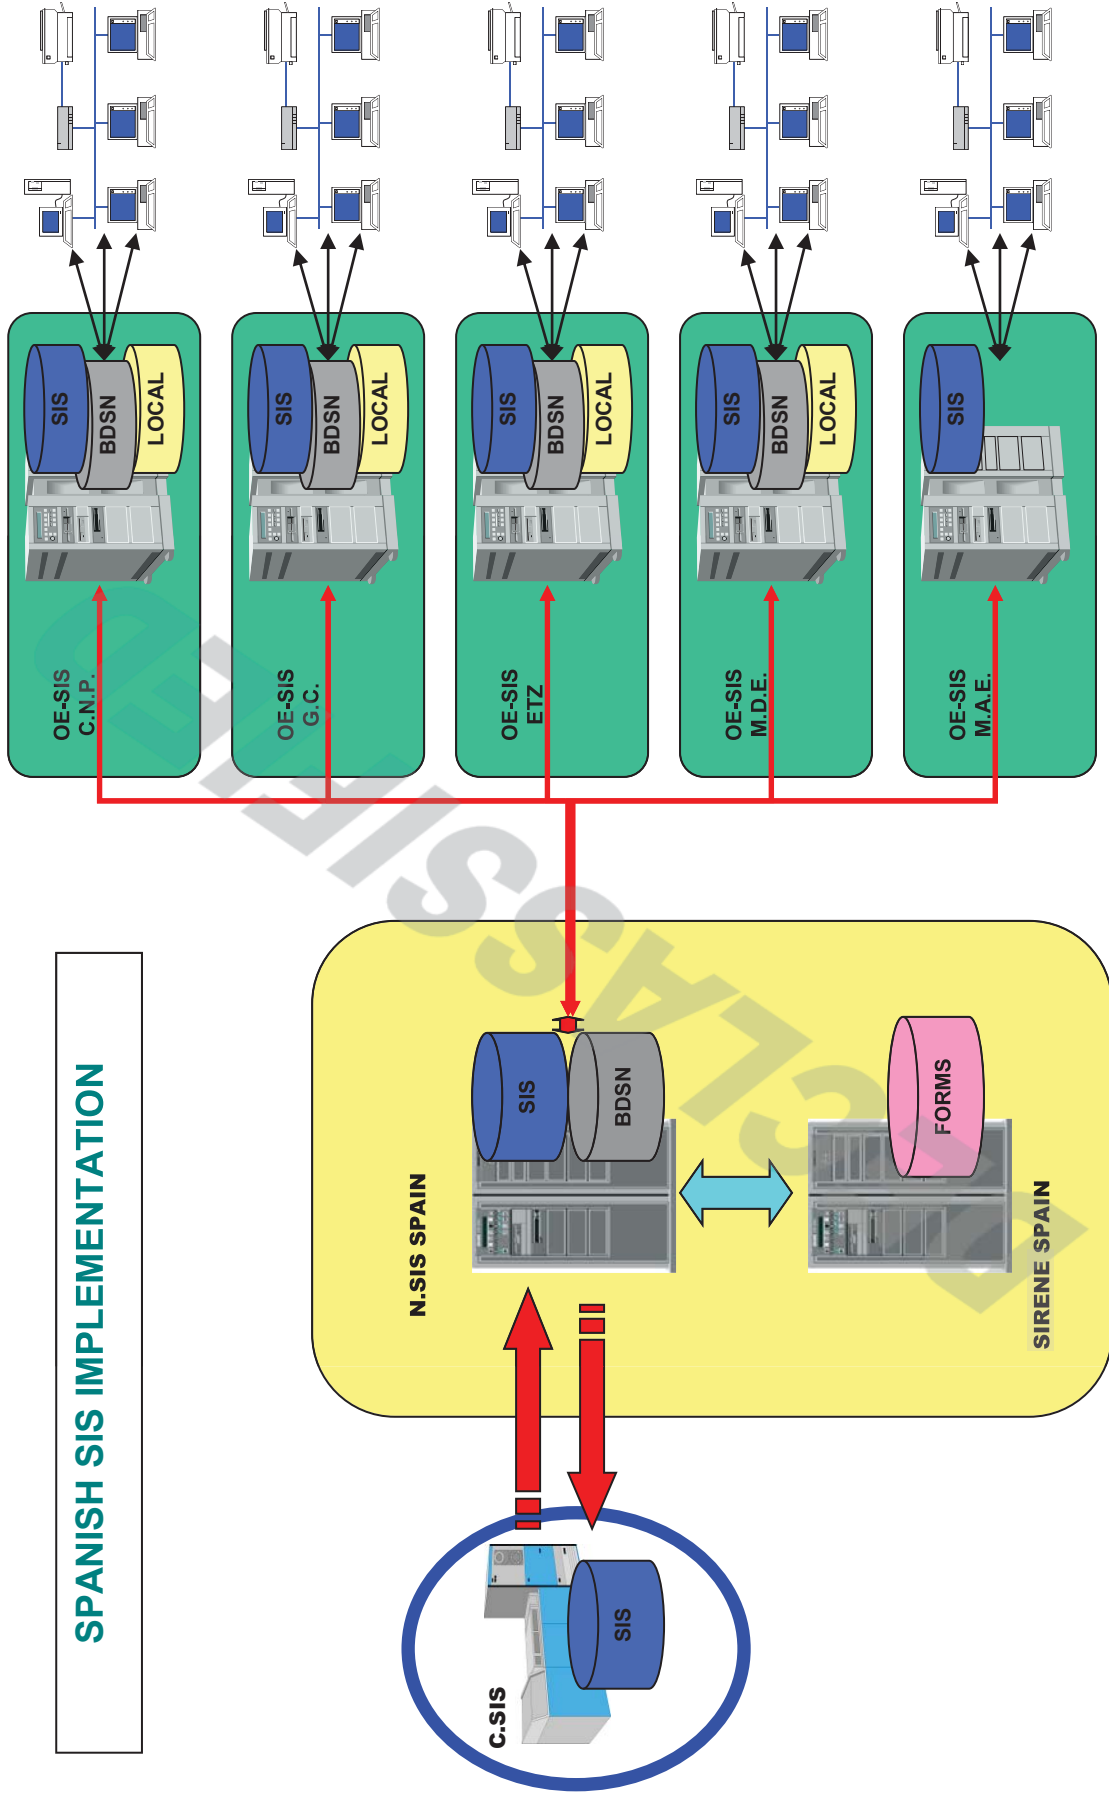 SPANISH SIS IMPLEMENTATION
C.SIS
SIS
N.SIS SPAIN
SIS
BDSN
SIRENE SPAIN
FORMS
OE-SIS
C.N.P.
SIS
BDSN
LOCAL
OE-SIS
G.C.
SIS
BDSN
LOCAL
OE-SIS
ETZ
SIS
BDSN
LOCAL
OE-SIS
M.D.E.
SIS
BDSN
LOCAL
OE-SIS
M.A.E.
SIS
DECLASSIFIED